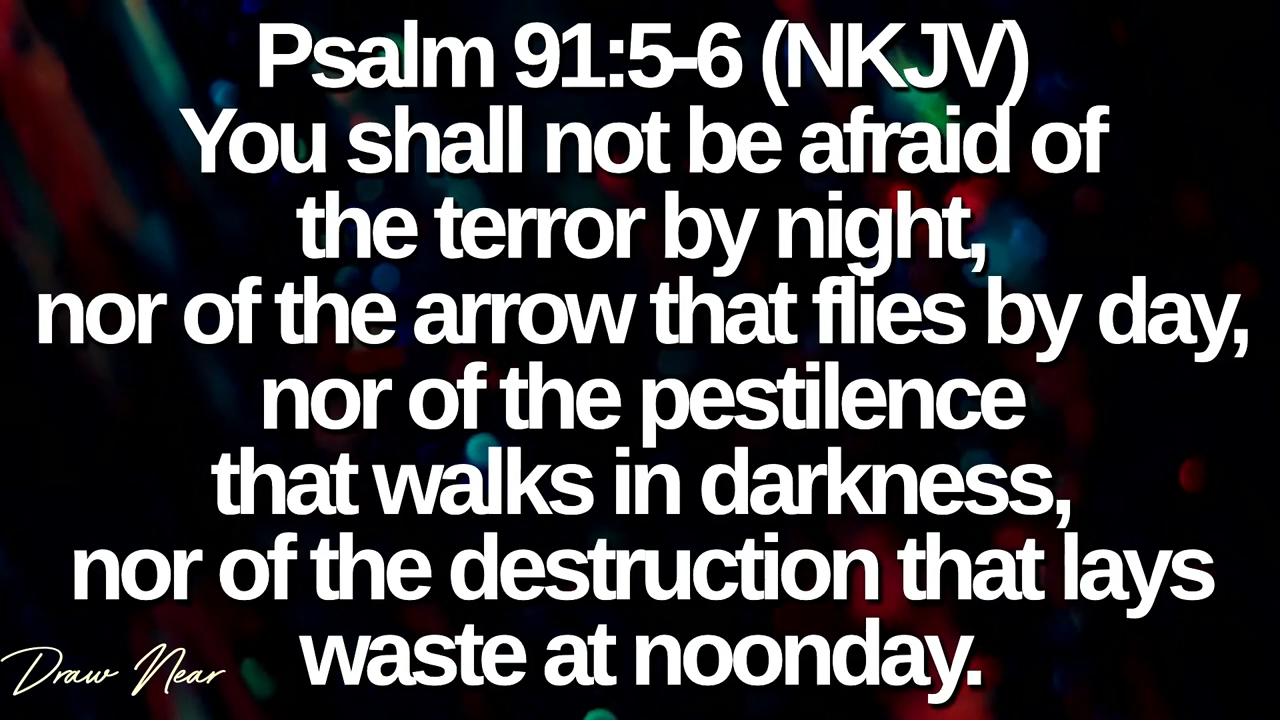 Psalm 91:5-6 (NKJV)
You shall not be afraid of
the terror by night,
nor of the arrow that flies by day,
nor of the pestilence
that walks in darkness,
nor of the destruction that lays
waste at noonday.
Draw Near